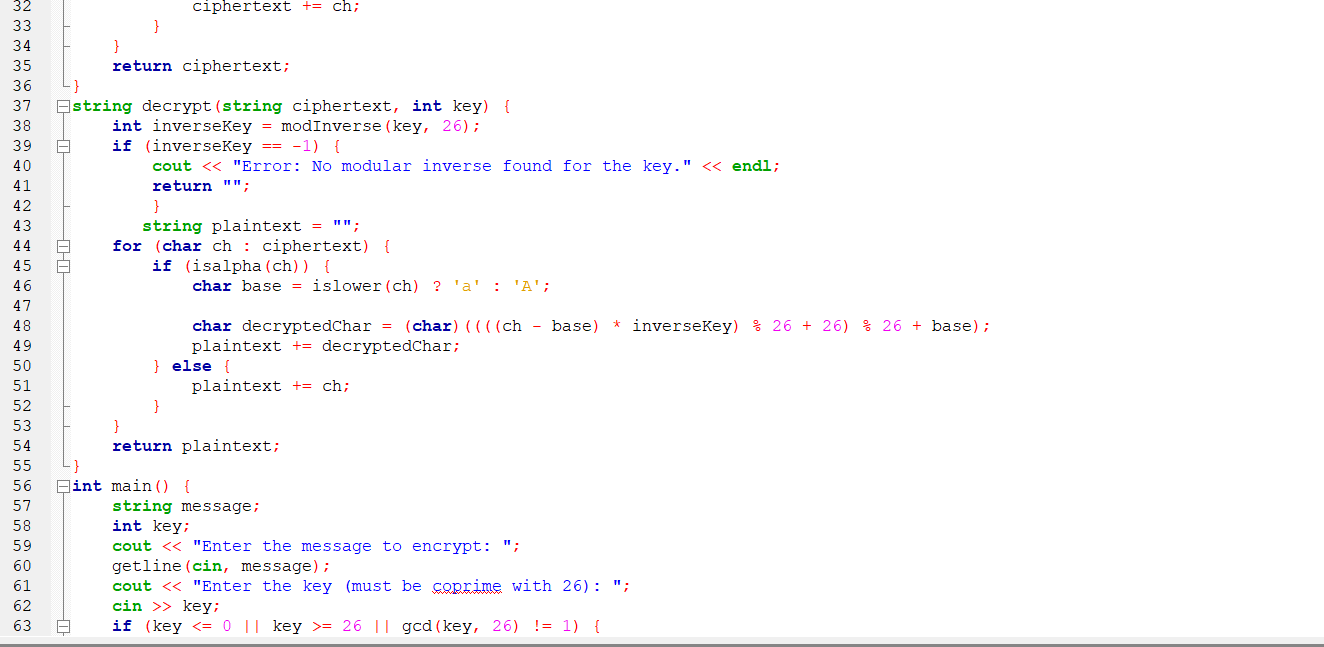 32 ciphertext += ch;
33 }
34 }
35 return ciphertext;
36 }
37 string decrypt(string ciphertext, int key) {
38 int inverseKey = modInverse(key, 26);
39 if (inverseKey == -1) {
40 cout << "Error: No modular inverse found for the key." << endl;
41 return "";
42 }
43 string plaintext = "";
44 for (char ch : ciphertext) {
45 if (isalpha(ch)) {
46 char base = islower(ch) ? 'a' : 'A';
47
48 char decryptedChar = (char)((((ch - base) * inverseKey) % 26 + 26) % 26 + base);
49 plaintext += decryptedChar;
50 } else {
51 plaintext += ch;
52 }
53 }
54 return plaintext;
55 }
56 int main() {
57 string message;
58 int key;
59 cout << "Enter the message to encrypt: ";
60 getline(cin, message);
61 cout << "Enter the key (must be coprime with 26): ";
62 cin >> key;
63 if (key <= 0 || key >= 26 || gcd(key, 26) != 1) {